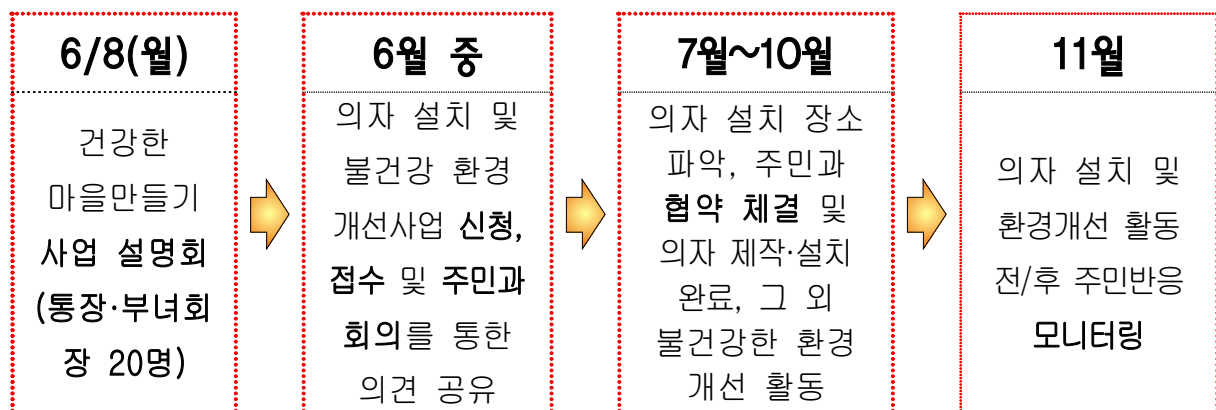 6/8(월)
건강한
마을만들기
사업 설명회
(통장·부녀회
장 20명)
6월 중
의자 설치 및
불건강 환경
개선사업 신청,
접수 및 주민과
회의를 통한
의견 공유
7월~10월
의자 설치 장소
파악, 주민과
협약 체결 및
의자 제작·설치
완료, 그 외
불건강한 환경
개선 활동
11월
의자 설치 및
환경개선 활동
전/후 주민반응
모니터링